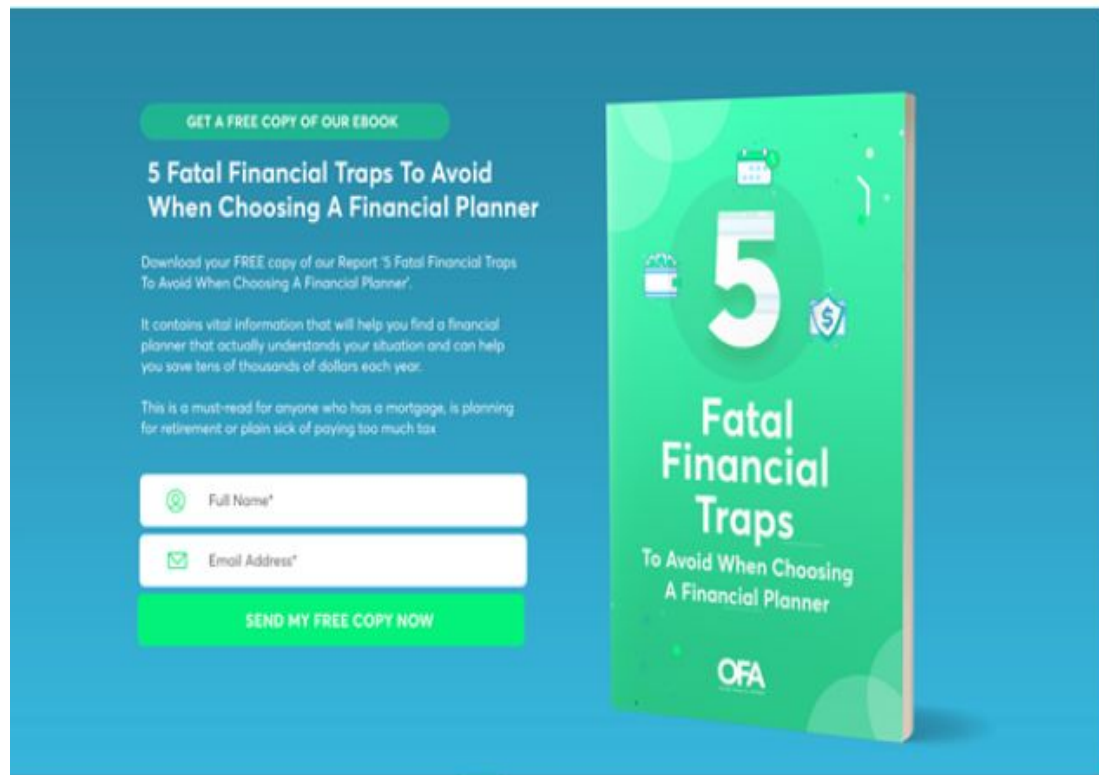 GET A FREE COPY OF OUR EBOOK
5 Fatal Financial Traps To Avoid
When Choosing A Financial Planner
Download your FREE copy of our Report '5 Fatal Financial Traps
To Avoid When Choosing A Financial Planner'.
It contains vital information that will help you find a financial
planner that actually understands your situation and can help
you save tens of thousands of dollars each year.
This is a must-read for anyone who has a mortgage, is planning
for retirement or plain sick of paying too much tax
Full Name*
Email Address*
SEND MY FREE COPY NOW
5
Fatal
Financial
Traps
To Avoid When Choosing
A Financial Planner
OFA